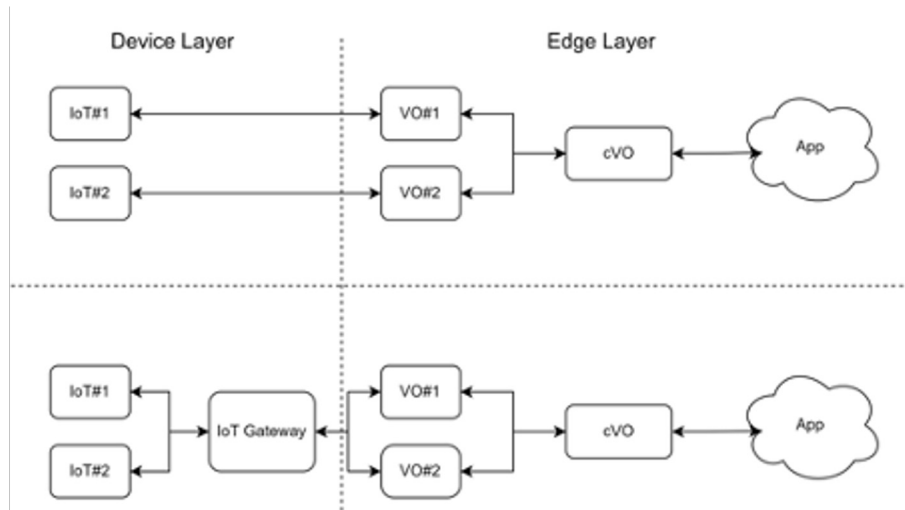 Device Layer
Edge Layer
IoT#1
VO#1
cVO
App
IoT#2
VO#2
IoT#1
VO#1
IoT Gateway
cVO
App
IoT#2
VO#2